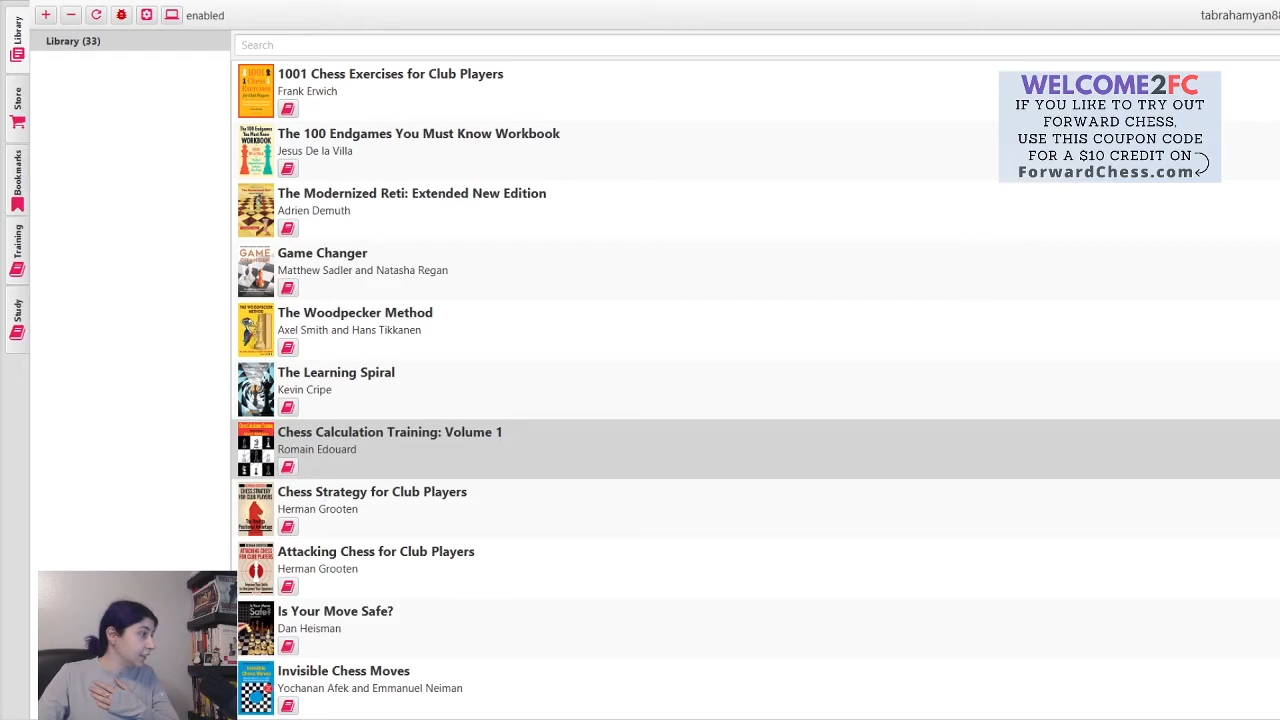 enabled
tabrahamyan8
Library
Store
Bookmarks
Training
Study
Library (33)
Search
1001 Chess Exercises for Club Players
Frank Erwich
The 100 Endgames You Must Know Workbook
Jesus De la Villa
The Modernized Reti: Extended New Edition
Adrien Demuth
Game Changer
Matthew Sadler and Natasha Regan
The Woodpecker Method
Axel Smith and Hans Tikkanen
The Learning Spiral
Kevin Cripe
Chess Calculation Training: Volume 1
Romain Edouard
Chess Strategy for Club Players
Herman Grooten
Attacking Chess for Club Players
Herman Grooten
Is Your Move Safe?
Dan Heisman
Invisible Chess Moves
Yochanan Afek and Emmanuel Neiman
WELCOME2FC
IF YOU LIKE TO TRY OUT
FORWARD CHESS,
USE THIS COUPON CODE
FOR A $10 CREDIT ON
ForwardChess.com